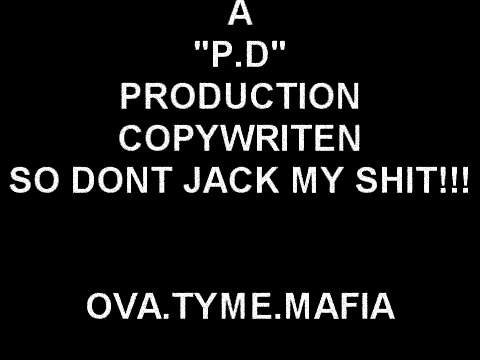 A
"P.D"
PRODUCTION
COPYWRITEN
SO DONT JACK MY SHIT!!!
OVA.TYME.MAFIA